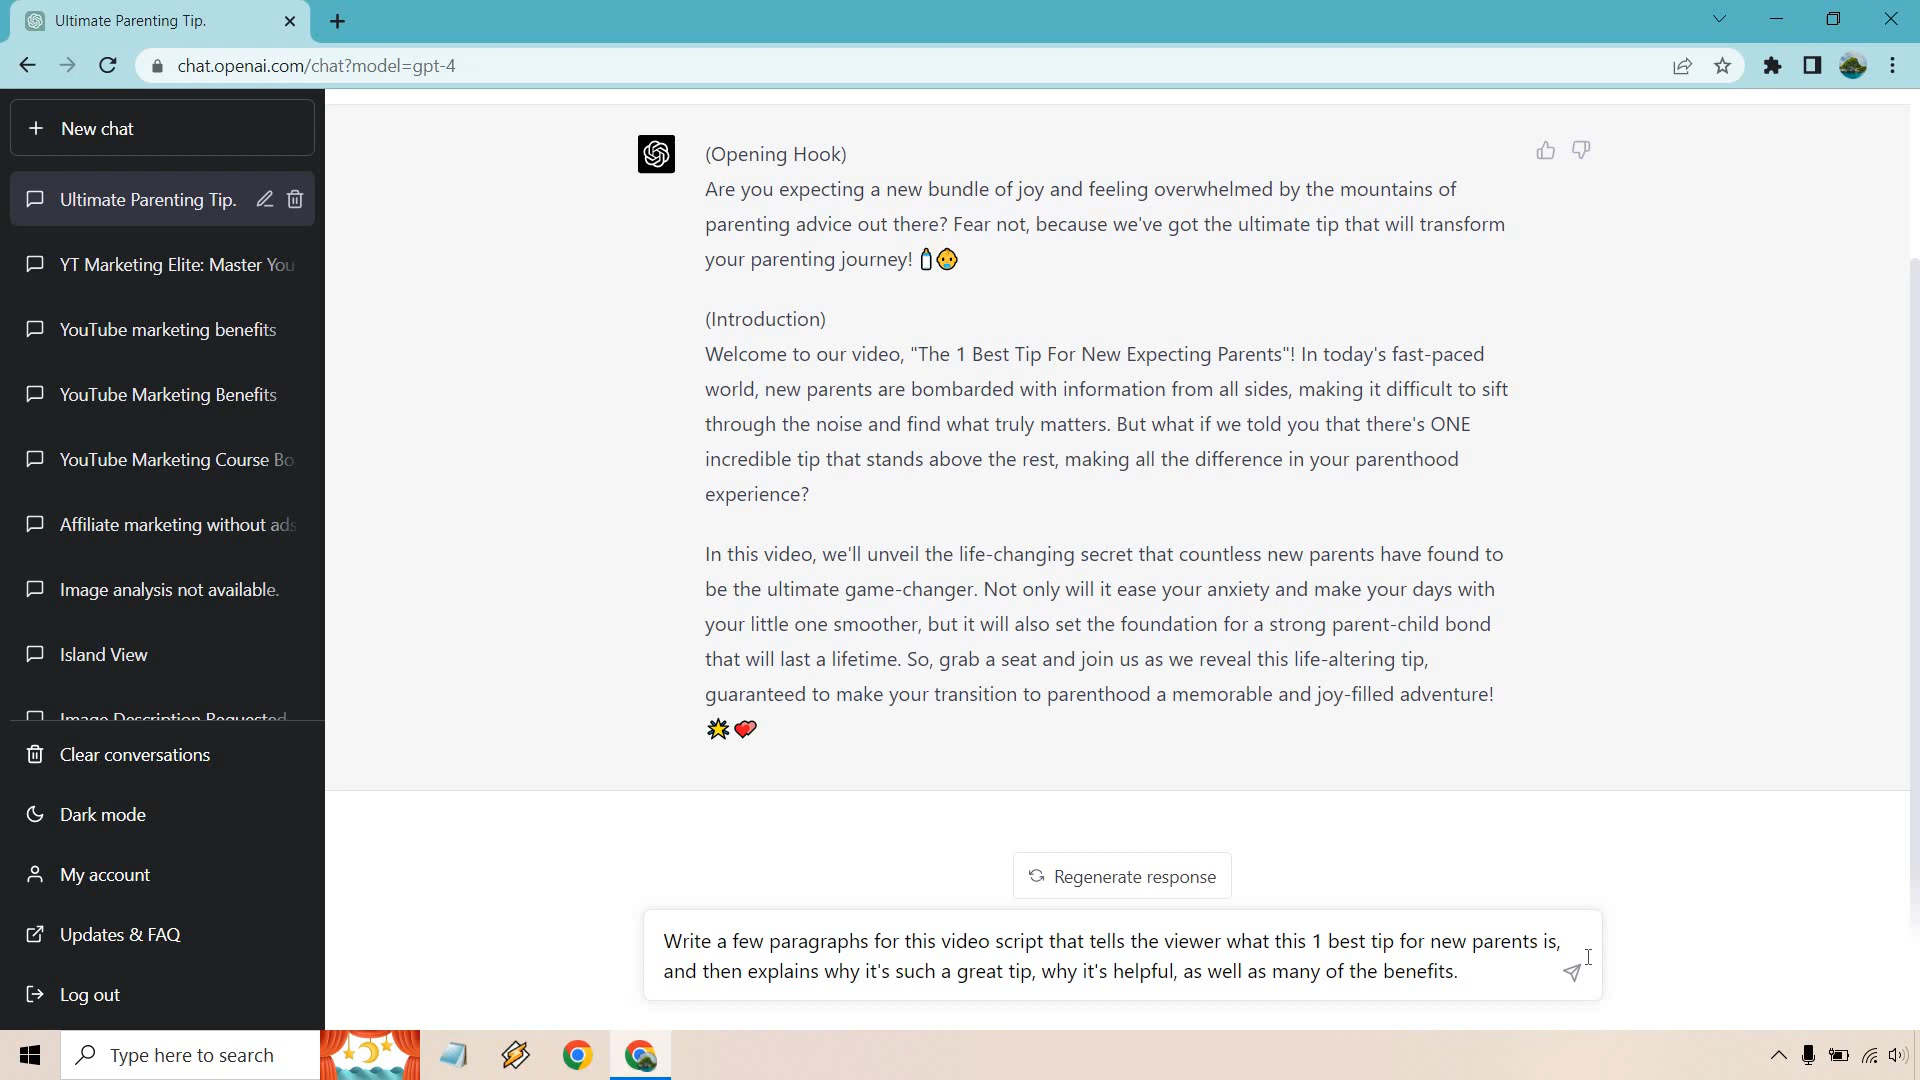 Ultimate Parenting Tip.
chat.openai.com/chat?model=gpt-4
New chat
Ultimate Parenting Tip.
YT Marketing Elite: Master You
YouTube marketing benefits
YouTube Marketing Benefits
YouTube Marketing Course Bo
Affiliate marketing without ads
Image analysis not available.
Island View
Image Description Requested
Clear conversations
Dark mode
My account
Updates & FAQ
Log out
(Opening Hook)
Are you expecting a new bundle of joy and feeling overwhelmed by the mountains of
parenting advice out there? Fear not, because we've got the ultimate tip that will transform
your parenting journey! 🍼👶
(Introduction)
Welcome to our video, "The 1 Best Tip For New Expecting Parents"! In today's fast-paced
world, new parents are bombarded with information from all sides, making it difficult to sift
through the noise and find what truly matters. But what if we told you that there's ONE
incredible tip that stands above the rest, making all the difference in your parenthood
experience?
In this video, we'll unveil the life-changing secret that countless new parents have found to
be the ultimate game-changer. Not only will it ease your anxiety and make your days with
your little one smoother, but it will also set the foundation for a strong parent-child bond
that will last a lifetime. So, grab a seat and join us as we reveal this life-altering tip,
guaranteed to make your transition to parenthood a memorable and joy-filled adventure!
🌟💕
Regenerate response
Write a few paragraphs for this video script that tells the viewer what this 1 best tip for new parents is,
and then explains why it's such a great tip, why it's helpful, as well as many of the benefits.
Type here to search